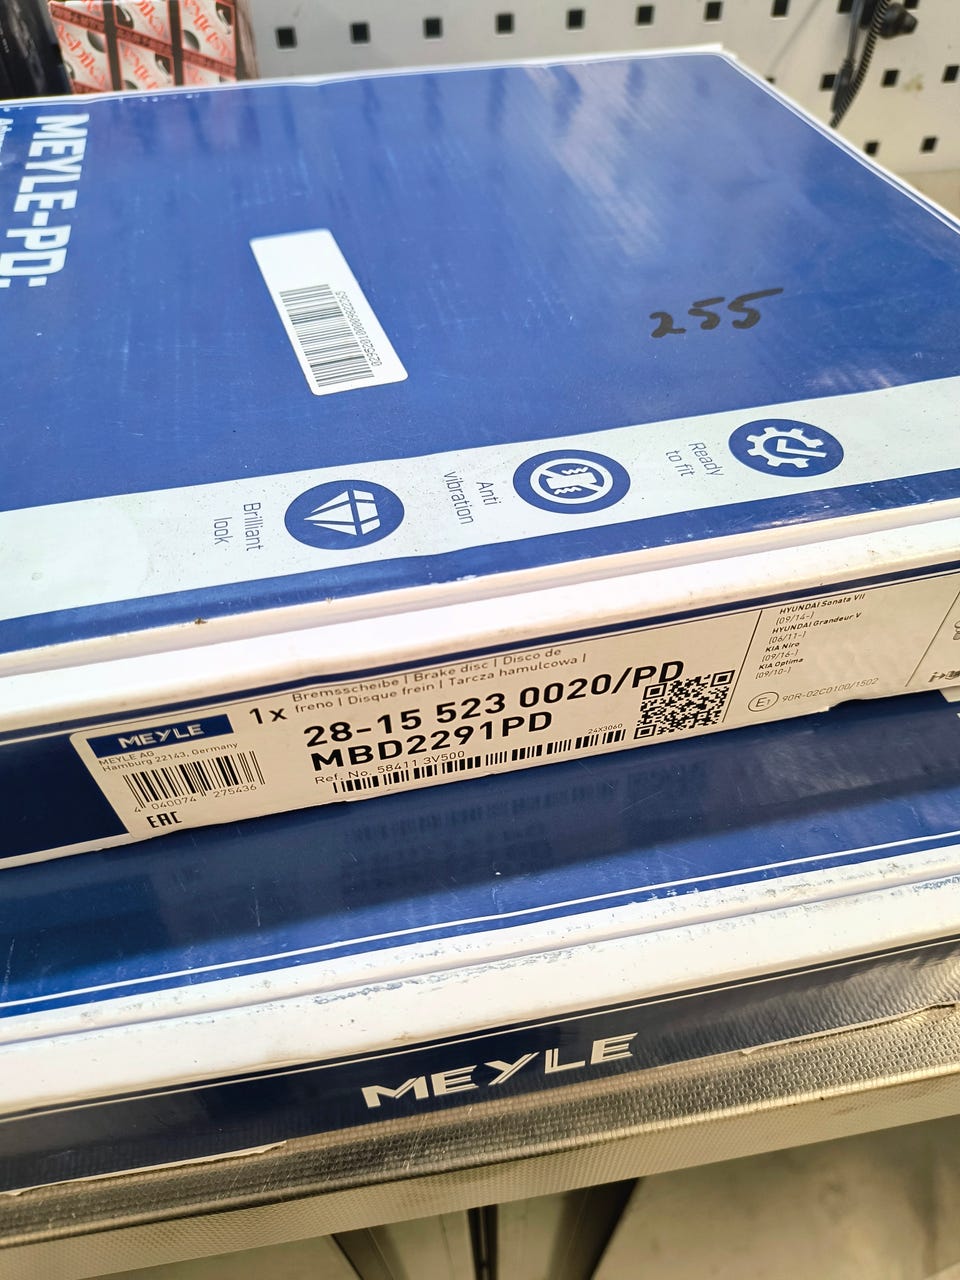 MEYLE-PD:
255
Brilliant
look
Anti
vibration
Ready
to fit
MEYLE
MEYLE AG
Hamburg 22143, Germany
4 040074 275436
EAC
1x
Bremsscheibe | Brake disc | Disco de
freno | Disque frein | Tarcza hamulcowa |
28-15 523 0020/PD
MBD2291PD
Ref. No. 58411 3V500
24X3060
HYUNDAI Sonata VII
(09/14-)
HYUNDAI Grandeur V
(06/11-)
KIA Niro
(09/16-)
KIA Optima
(09/10-)
E1 90R-02C0100/1502
MEYLE